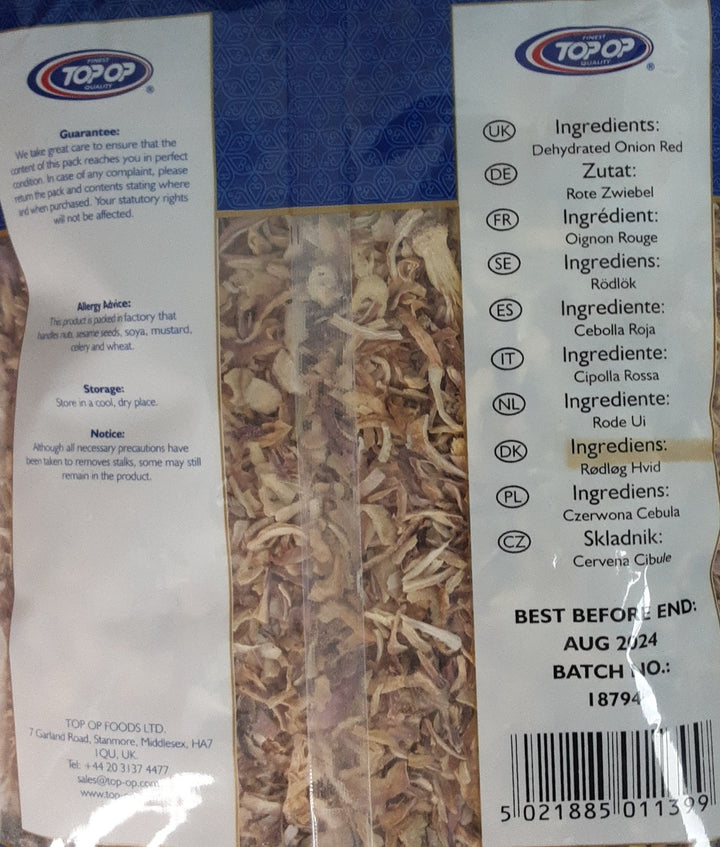 FINEST
TOP OP
QUALITY
®
Guarantee:
We take great care to ensure that the
content of this pack reaches you in perfect
condition. In case of any complaint, please
return the pack and contents stating where
and when purchased. Your statutory rights
will not be affected.
Allergy Advice:
This product is packed in factory that
handles nuts, sesame seeds, soya, mustard,
celery and wheat.
Storage:
Store in a cool, dry place.
Notice:
Although all necessary precautions have
been taken to removes stalks, some may still
remain in the product.
TOP OP FOODS LTD.
7 Garland Road, Stanmore, Middlesex, HA7
1QU, UK.
Tel: +44 20 3137 4477
sales@top-op.com
www.top-
FINEST
TOP OP
QUALITY
®
UK Ingredients:
Dehydrated Onion Red
DE Zutat:
Rote Zwiebel
FR Ingrédient:
Oignon Rouge
SE Ingrediens:
Rödlök
ES Ingrediente:
Cebolla Roja
IT Ingrediente:
Cipolla Rossa
NL Ingrediente:
Rode Ui
DK Ingrediens:
Rødløg Hvid
PL Ingrediens:
Czerwona Cebula
CZ Skladnik:
Cervena Cibule
BEST BEFORE END:
AUG 2024
BATCH NO.:
18794
5 021885 011399